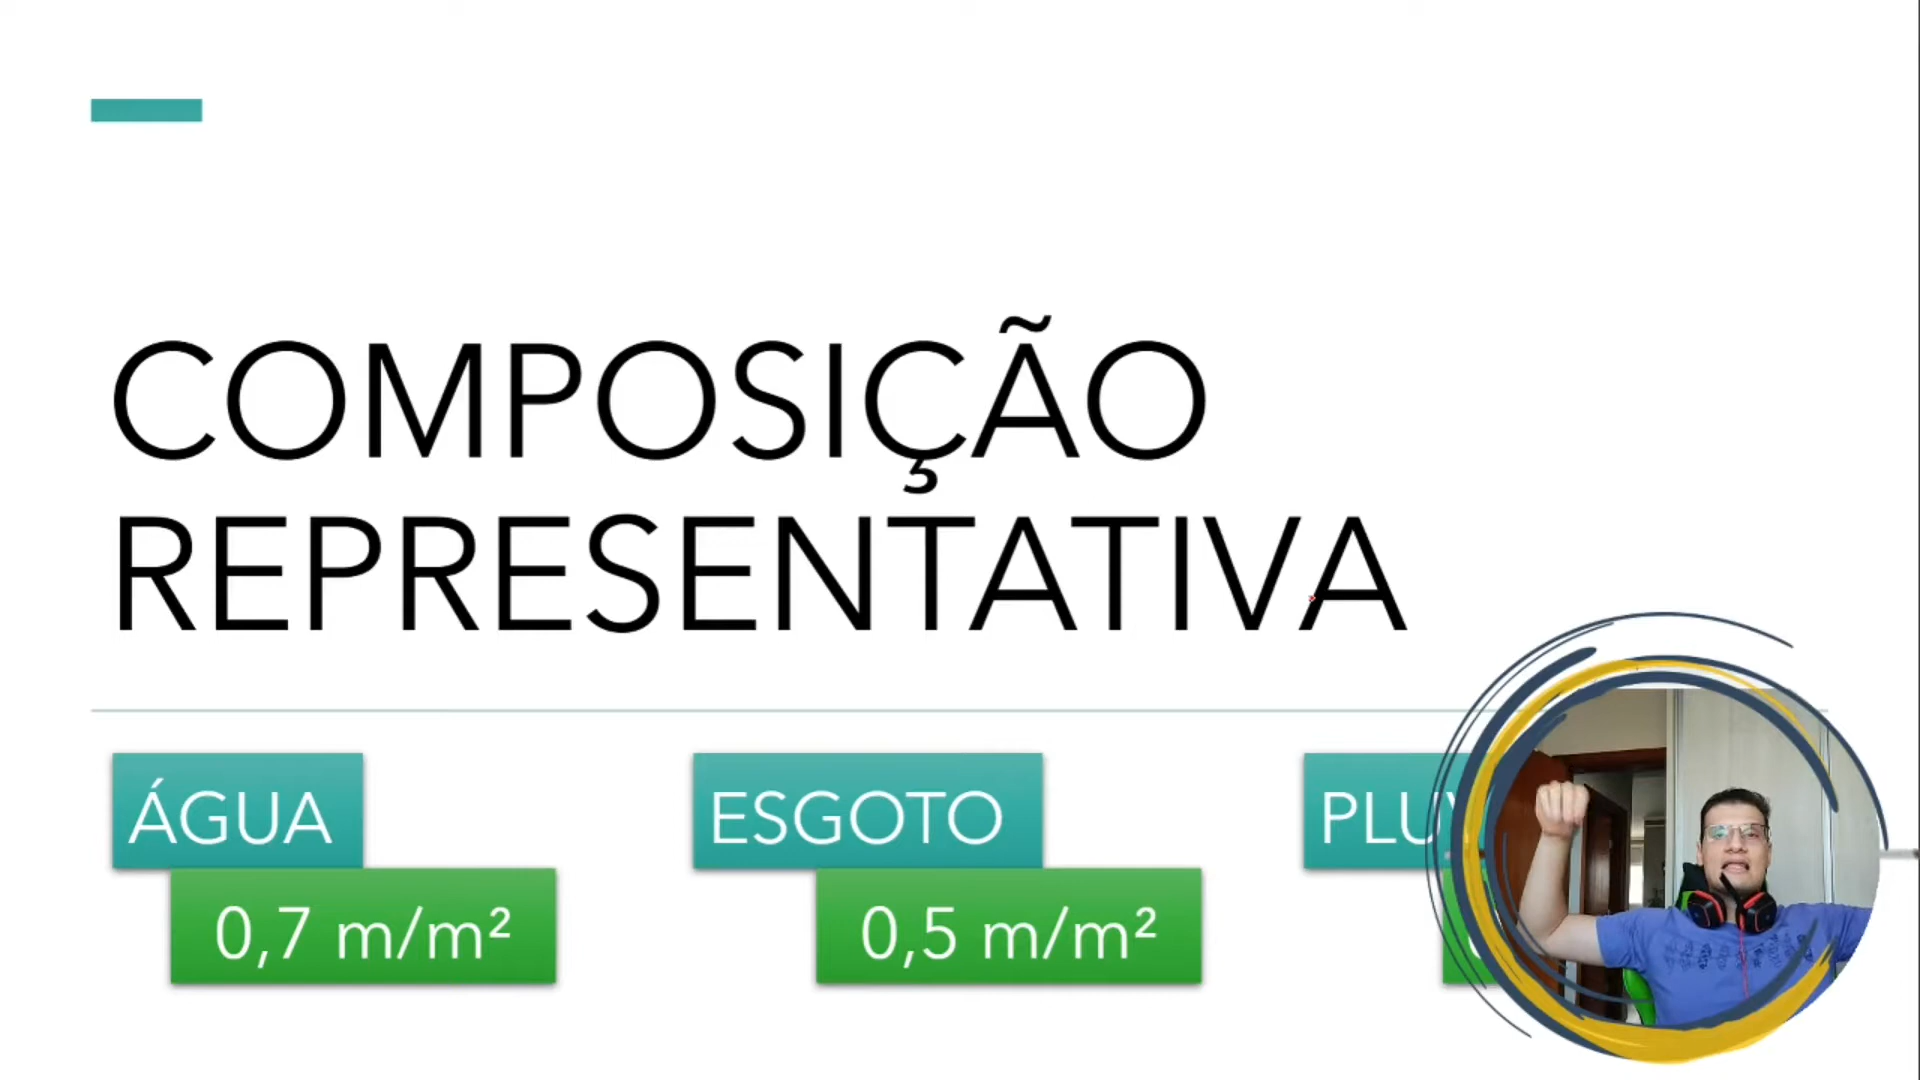 COMPOSIÇÃO
REPRESENTATIVA
ÁGUA
ESGOTO
0,7 m/m²
0,5 m/m²